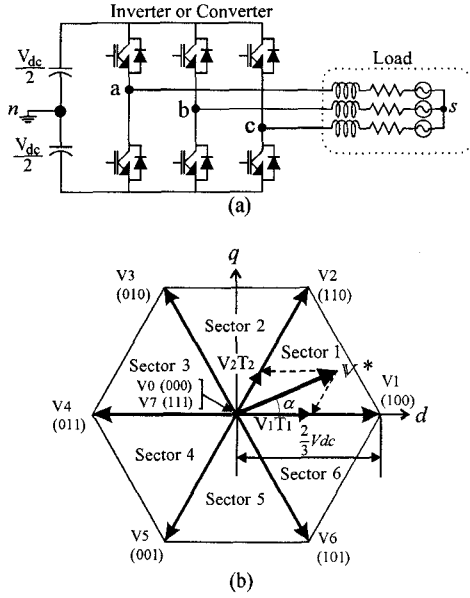 Inverter or Converter
Vdc
2
n
Vdc
2
a
b
c
Load
s
(a)
q
V3
(010)
V2
(110)
Sector 2
Sector 3
V2T2
Sector 1
V*
V0 (000)
V7 (111)
α
V1
(100)
V4
(011)
V1T1
d
2
3 Vdc
Sector 4
Sector 6
Sector 5
V5
(001)
V6
(101)
(b)